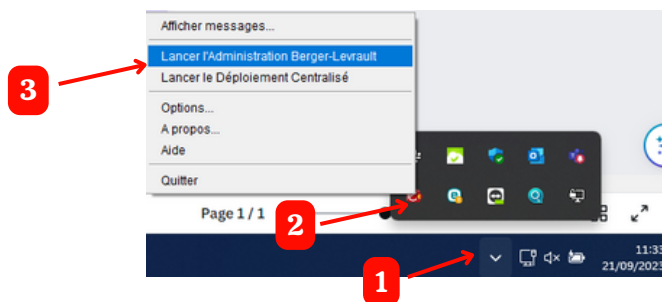 Afficher messages...
Lancer l'Administration Berger-Levrault
Lancer le Déploiement Centralisé
Options...
A propos...
Aide
Quitter
3
Page 1 / 1
2
1
11:33
21/09/2023